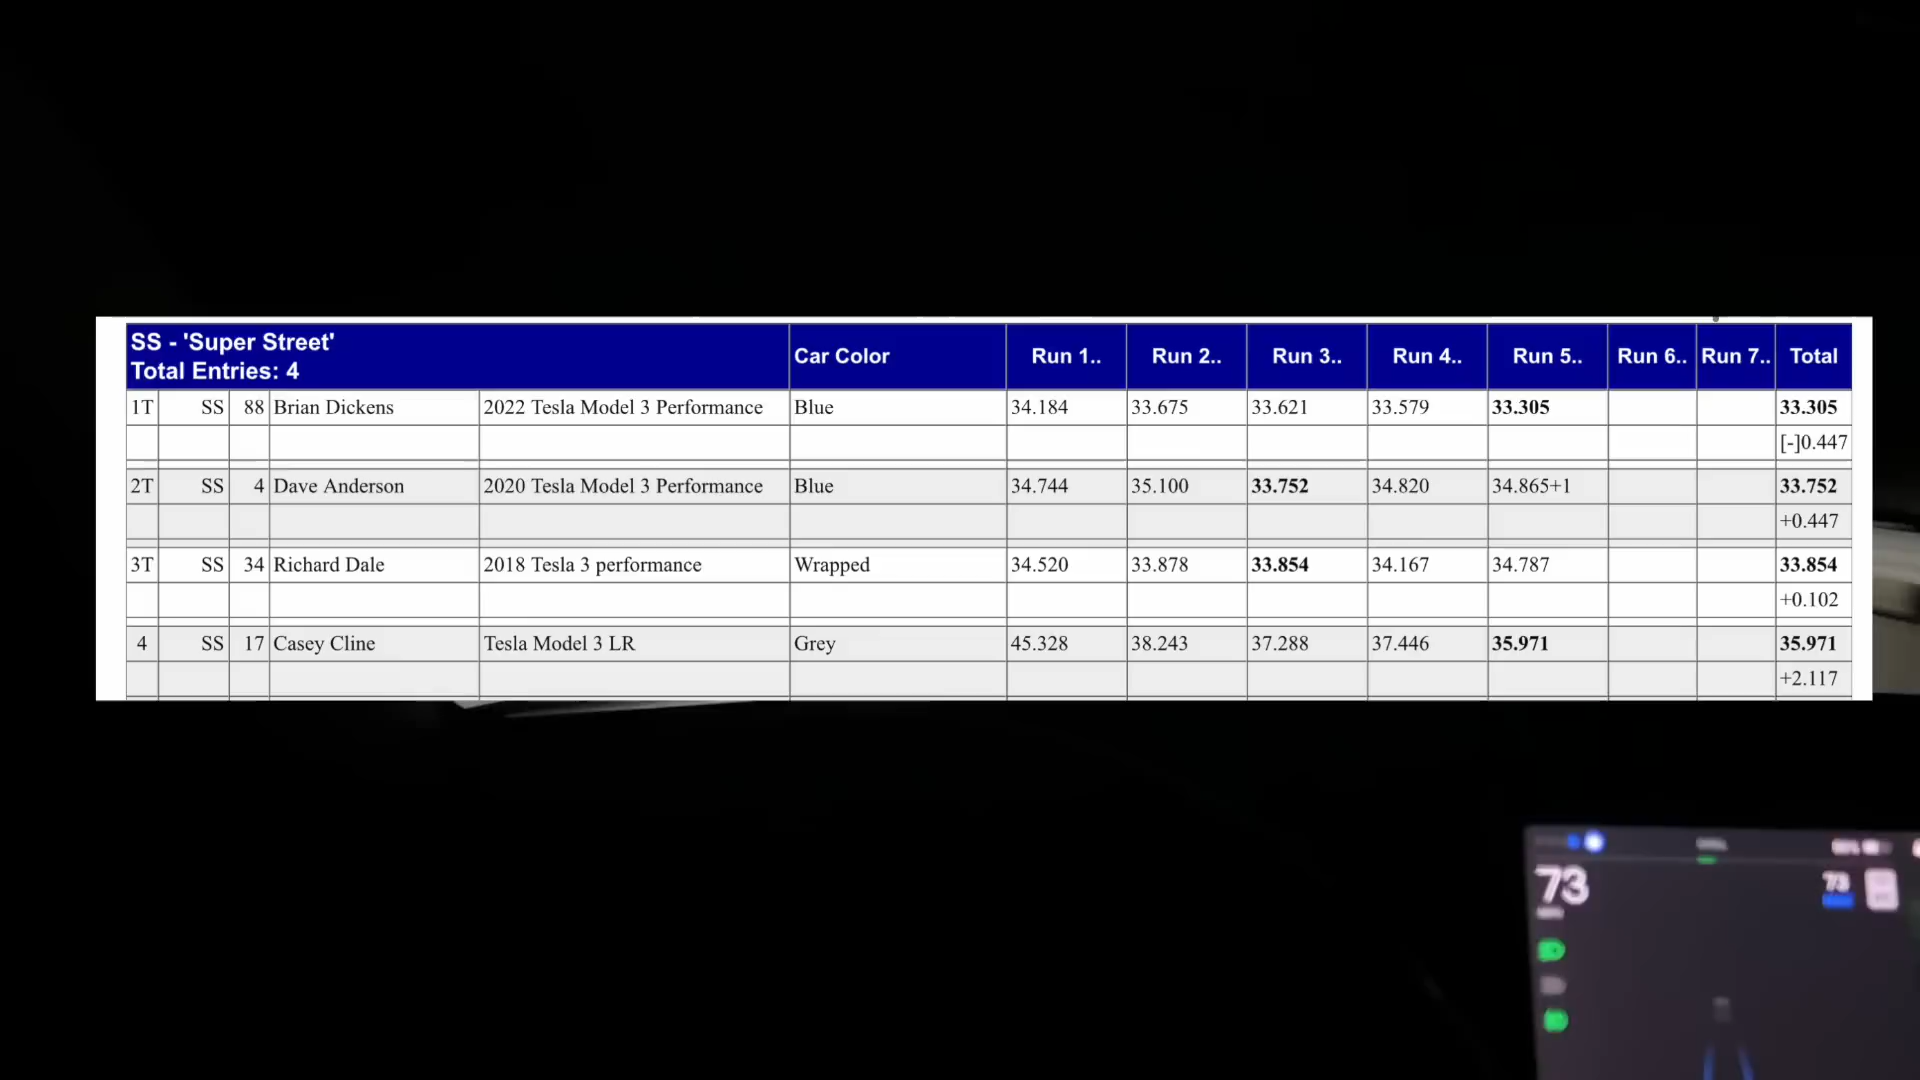 SS - 'Super Street'
Total Entries: 4
Car Color Run 1.. Run 2.. Run 3.. Run 4.. Run 5.. Run 6.. Run 7.. Total
1T SS 88 Brian Dickens 2022 Tesla Model 3 Performance Blue 34.184 33.675 33.621 33.579 33.305 33.305
[-]0.447
2T SS 4 Dave Anderson 2020 Tesla Model 3 Performance Blue 34.744 35.100 33.752 34.820 34.865+1 33.752
+0.447
3T SS 34 Richard Dale 2018 Tesla 3 performance Wrapped 34.520 33.878 33.854 34.167 34.787 33.854
+0.102
4 SS 17 Casey Cline Tesla Model 3 LR Grey 45.328 38.243 37.288 37.446 35.971 35.971
+2.117
73
73